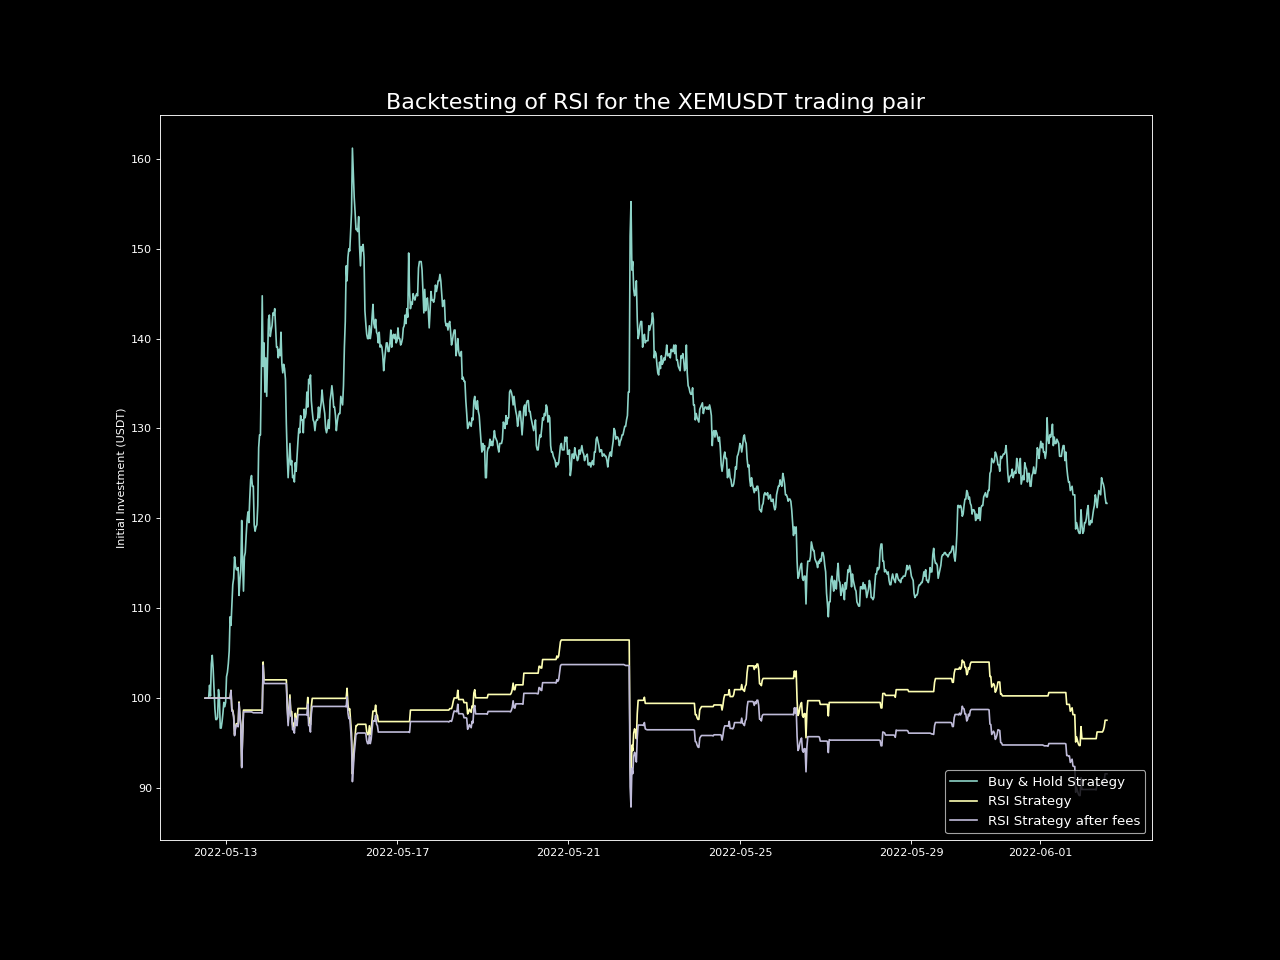 Backtesting of RSI for the XEMUSDT trading pair
160
150
140
130
120
110
100
90
Initial Investment (USDT)
2022-05-13
2022-05-17
2022-05-21
2022-05-25
2022-05-29
2022-06-01
Buy & Hold Strategy
RSI Strategy
RSI Strategy after fees